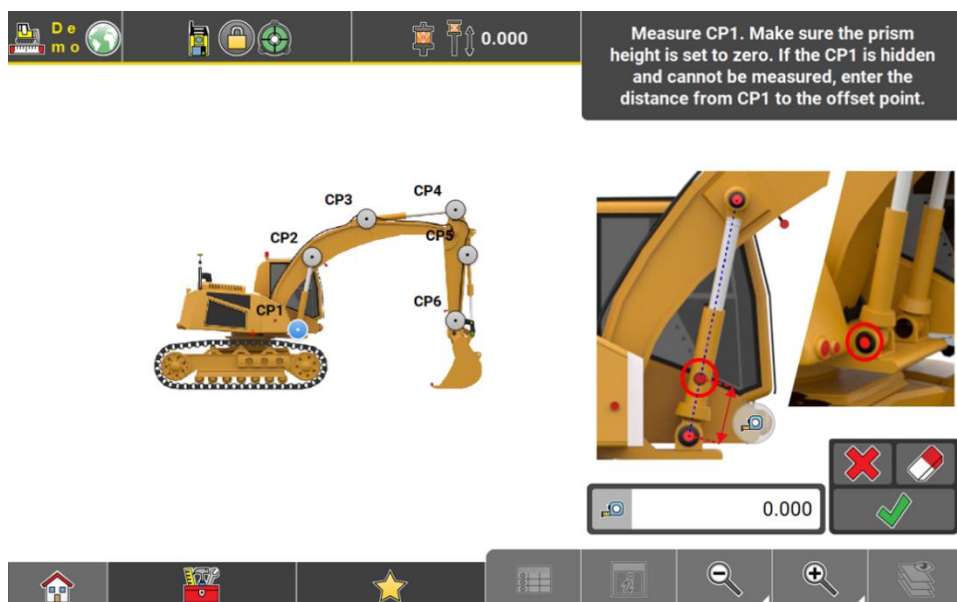 De
mo
0.000
Measure CP1. Make sure the prism
height is set to zero. If the CP1 is hidden
and cannot be measured, enter the
distance from CP1 to the offset point.
CP4
CP3
CP5
CP2
CP6
CP1
0.000